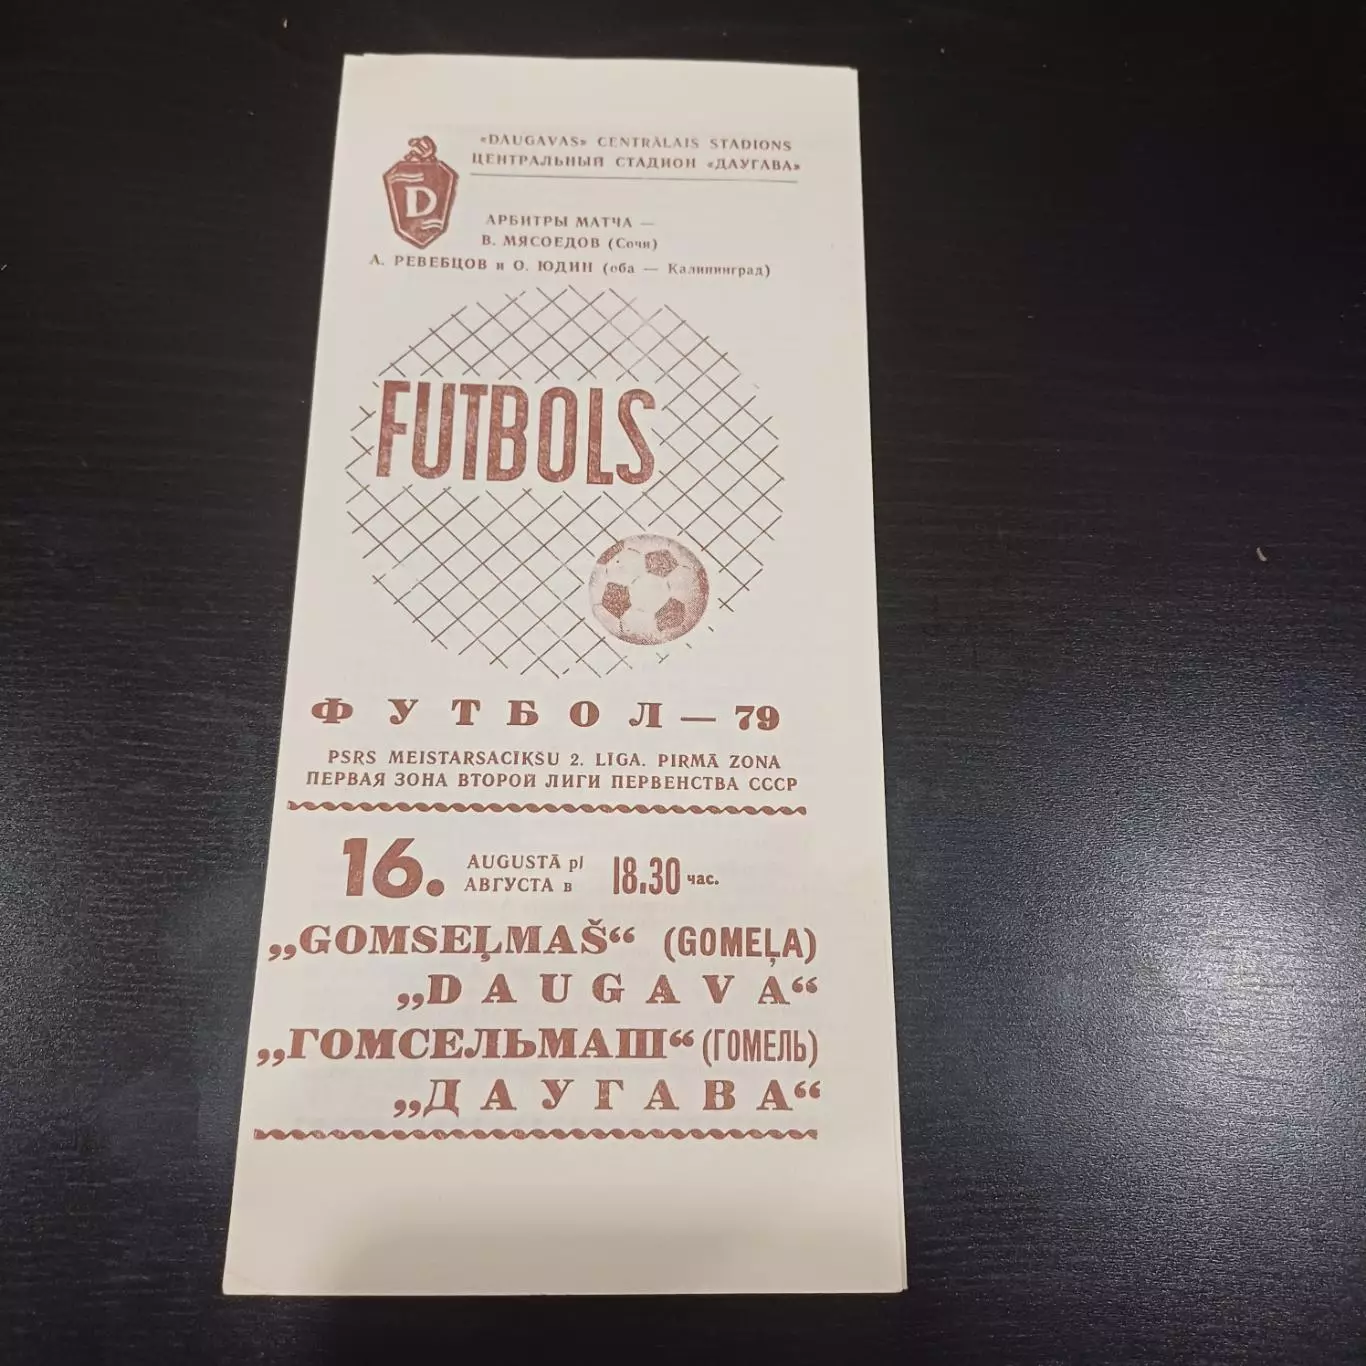 «DAUGAVAS» CENTRĀLAIS STADIONS
ЦЕНТРАЛЬНЫЙ СТАДИОН «ДАУГАВА»
D
АРБИТРЫ МАТЧА —
В. МЯСОЕДОВ (Сочи)
А. РЕВЕБЦОВ и О. ЮДИН (оба — Калининград)
FUTBOLS
ФУТБОЛ — 79
PSRS MEISTARSACĪKŠU 2. LĪGA. PIRMĀ ZONA
ПЕРВАЯ ЗОНА ВТОРОЙ ЛИГИ ПЕРВЕНСТВА СССР
16. AUGUSTĀ pl
АВГУСТА в 18.30 час.
„GOMSEĻMAŠ“ (GOMEĻA)
„DAUGAVA“
„ГОМСЕЛЬМАШ“ (ГОМЕЛЬ)
„ДАУГАВА“